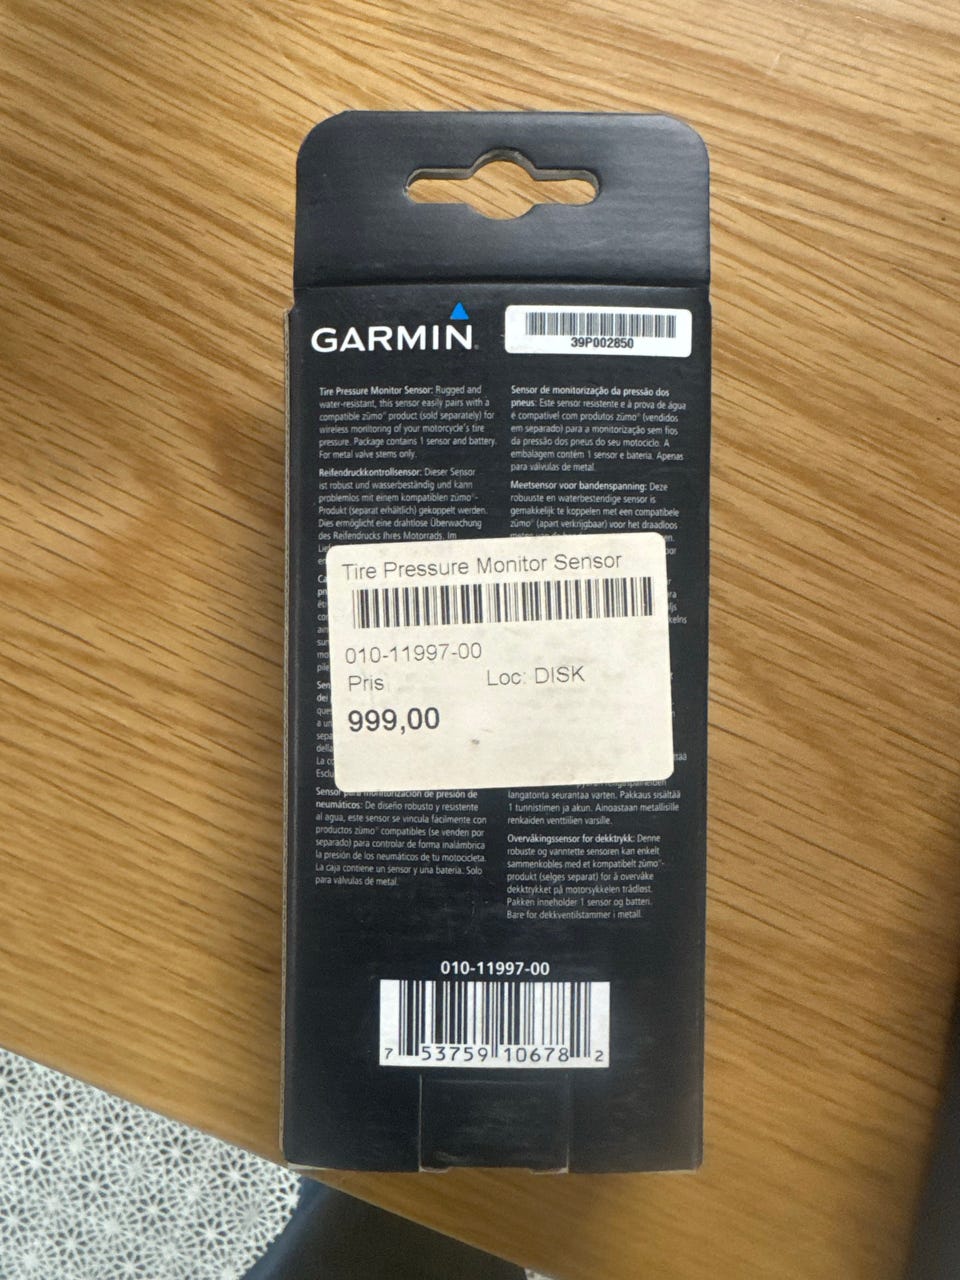 GARMIN
39P002850
Tire Pressure Monitor Sensor: Rugged and
water-resistant, this sensor easily pairs with a
compatible zūmo® product (sold separately) for
wireless monitoring of your motorcycle's tire
pressure. Package contains 1 sensor and battery.
For metal valve stems only.
Reifendruckkontrollsensor: Dieser Sensor
ist robust und wasserbeständig und kann
problemlos mit einem kompatiblen zūmo®-
Produkt (separat erhältlich) gekoppelt werden.
Dies ermöglicht eine drahtlose Überwachung
des Reifendrucks Ihres Motorrads. Im
Sensor para monitorización de presión de
neumáticos: De diseño robusto y resistente
al agua, este sensor se vincula fácilmente con
productos zūmo® compatibles (se venden por
separado) para controlar de forma inalámbrica
la presión de los neumáticos de tu motocicleta.
La caja contiene un sensor y una batería. Solo
para válvulas de metal.
Sensor de monitorização da pressão dos
pneus: Este sensor resistente e à prova de água
é compatível com produtos zūmo® (vendidos
em separado) para a monitorização sem fios
da pressão dos pneus do seu motociclo. A
embalagem contém 1 sensor e bateria. Apenas
para válvulas de metal.
Meetsensor voor bandenspanning: Deze
robuuste en waterbestendige sensor is
gemakkelijk te koppelen met een compatibele
zūmo® (apart verkrijgbaar) voor het draadloos
langatonta seurantaa varten. Pakkaus sisältää
1 tunnistimen ja akun. Ainoastaan metallisille
renkaiden venttiilien varsille.
Overvåkingssensor for dekktrykk: Denne
robuste og vanntette sensoren kan enkelt
sammenkobles med et kompatibelt zūmo®-
produkt (selges separat) for å overvåke
dekktrykket på motorsykkelen trådløst.
Pakken inneholder 1 sensor og batteri.
Bare for dekkventilstammer i metall.
Tire Pressure Monitor Sensor
010-11997-00
Pris Loc: DISK
999,00
010-11997-00
7 53759 10678 2